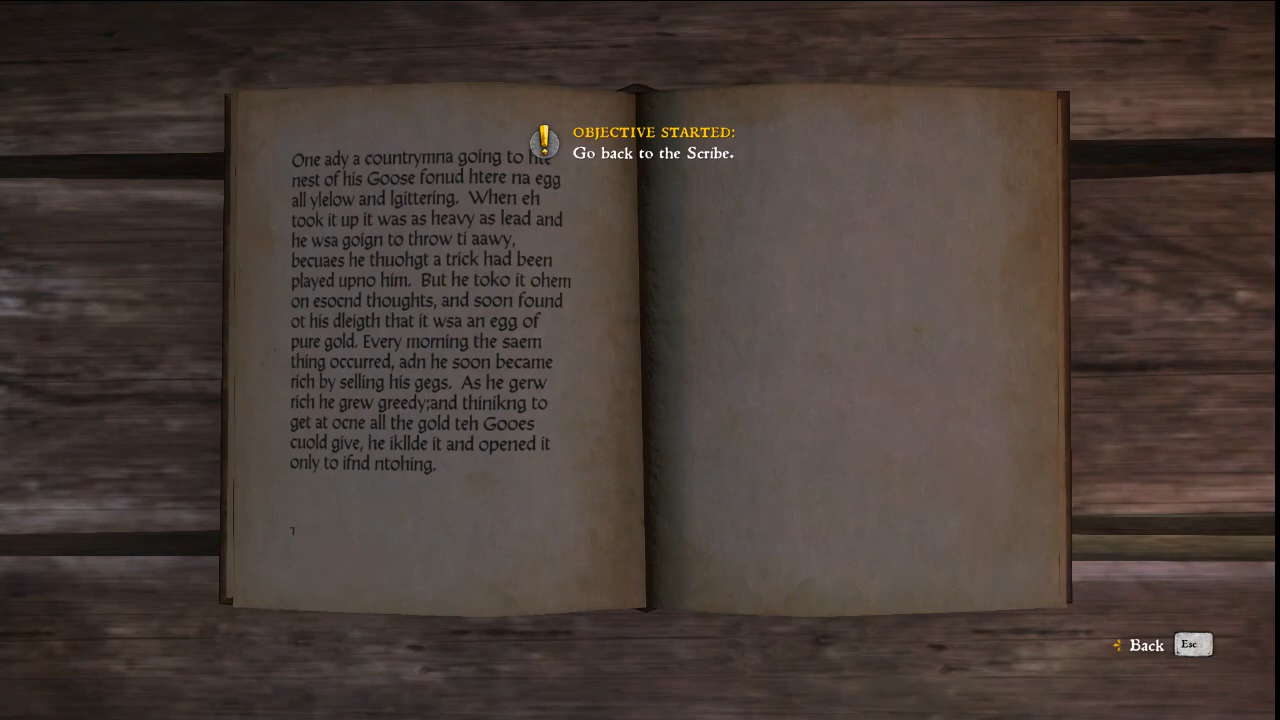 OBJECTIVE STARTED:
Go back to the Scribe.
One ady a countrymna going to hte
nest of his Goose fonud htere na egg
all ylelow and lgittering. When eh
took it up it was as heavy as lead and
he wsa goign to throw ti aawy,
becuaes he thuohgt a trick had been
played upno him. But he toko it ohem
on esocnd thoughts, and soon found
ot his dleigth that it wsa an egg of
pure gold. Every morning the saem
thing occurred, adn he soon became
rich by selling his gegs. As he gerw
rich he grew greedy;and thinikng to
get at ocne all the gold teh Gooes
cuold give, he ikllde it and opened it
only to ifnd ntohing.
1
Back Esc